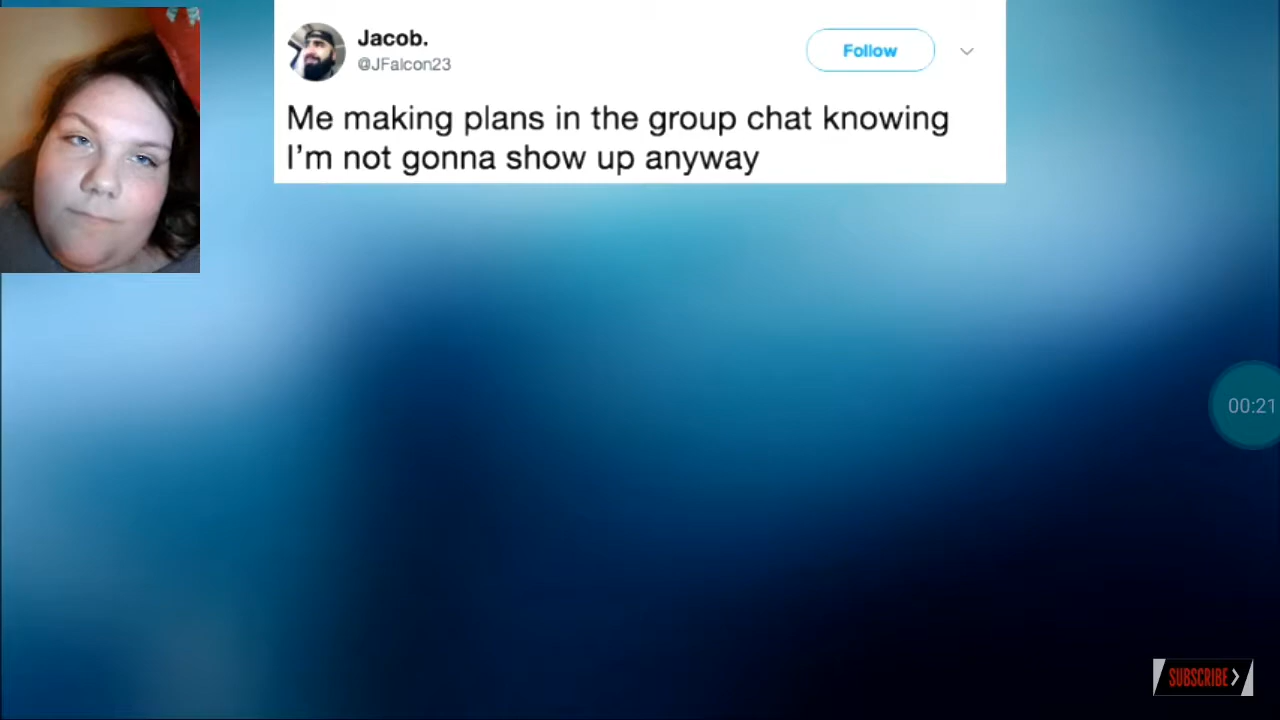 Jacob.
@JFalcon23
Follow
Me making plans in the group chat knowing
I'm not gonna show up anyway
00:21
SUBSCRIBE